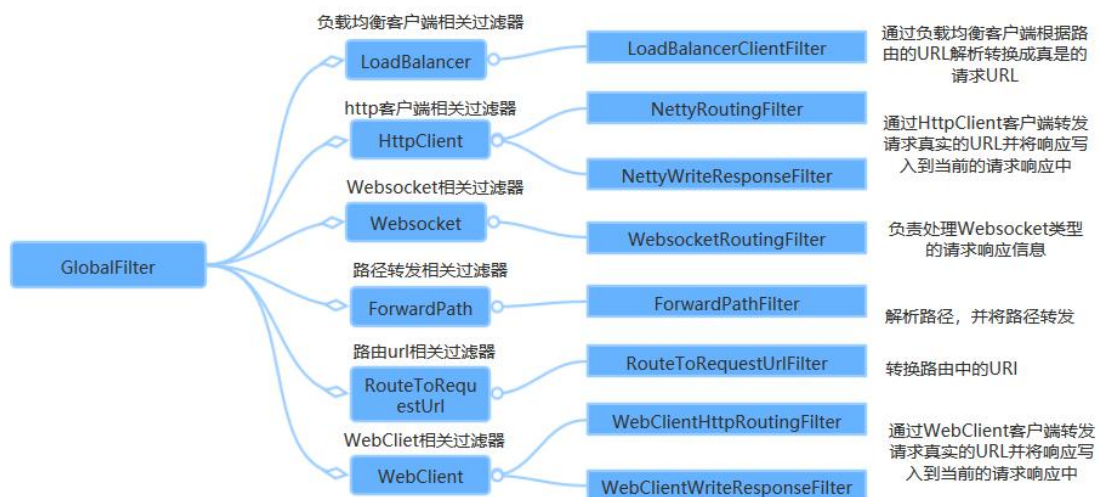 GlobalFilter
负载均衡客户端相关过滤器
LoadBalancer
LoadBalancerClientFilter
通过负载均衡客户端根据路
由的URL解析转换成真是的
请求URL
http客户端相关过滤器
HttpClient
NettyRoutingFilter
NettyWriteResponseFilter
通过HttpClient客户端转发
请求真实的URL并将响应写
入到当前的请求响应中
Websocket相关过滤器
Websocket
WebsocketRoutingFilter
负责处理Websocket类型
的请求响应信息
路径转发相关过滤器
ForwardPath
ForwardPathFilter
解析路径，并将路径转发
路由url相关过滤器
RouteToRequ
estUrl
RouteToRequestUrlFilter
转换路由中的URI
WebCliet相关过滤器
WebClient
WebClientHttpRoutingFilter
WebClientWriteResponseFilter
通过WebClient客户端转发
请求真实的URL并将响应写
入到当前的请求响应中